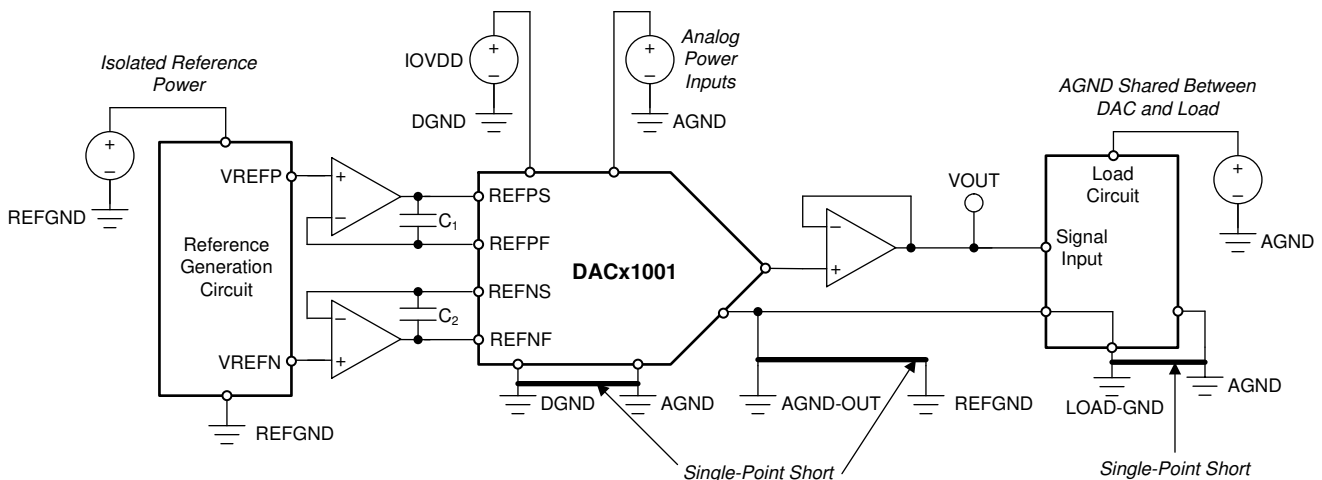 Isolated Reference
Power
IOVDD
Analog
Power
Inputs
AGND Shared Between
DAC and Load
+
−
+
−
+
−
+
−
DGND
AGND
REFGND
AGND
VREFP
VREFN
Reference
Generation
Circuit
REFGND
+
−
−
+
C1
C2
REFPS
REFPF
REFNS
REFNF
DACx1001
DGND
AGND
−
+
VOUT
Load
Circuit
Signal
Input
AGND-OUT
REFGND
LOAD-GND
AGND
Single-Point Short
Single-Point Short